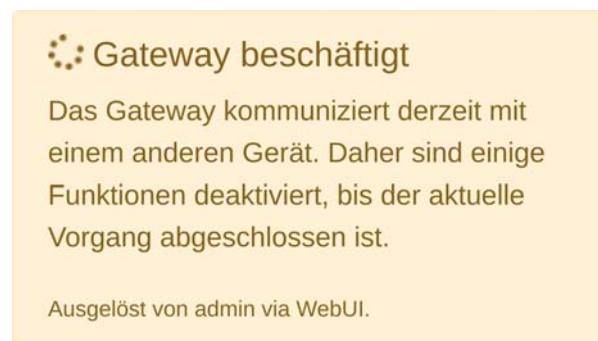 Gateway beschäftigt
Das Gateway kommuniziert derzeit mit
einem anderen Gerät. Daher sind einige
Funktionen deaktiviert, bis der aktuelle
Vorgang abgeschlossen ist.
Ausgelöst von admin via WebUI.